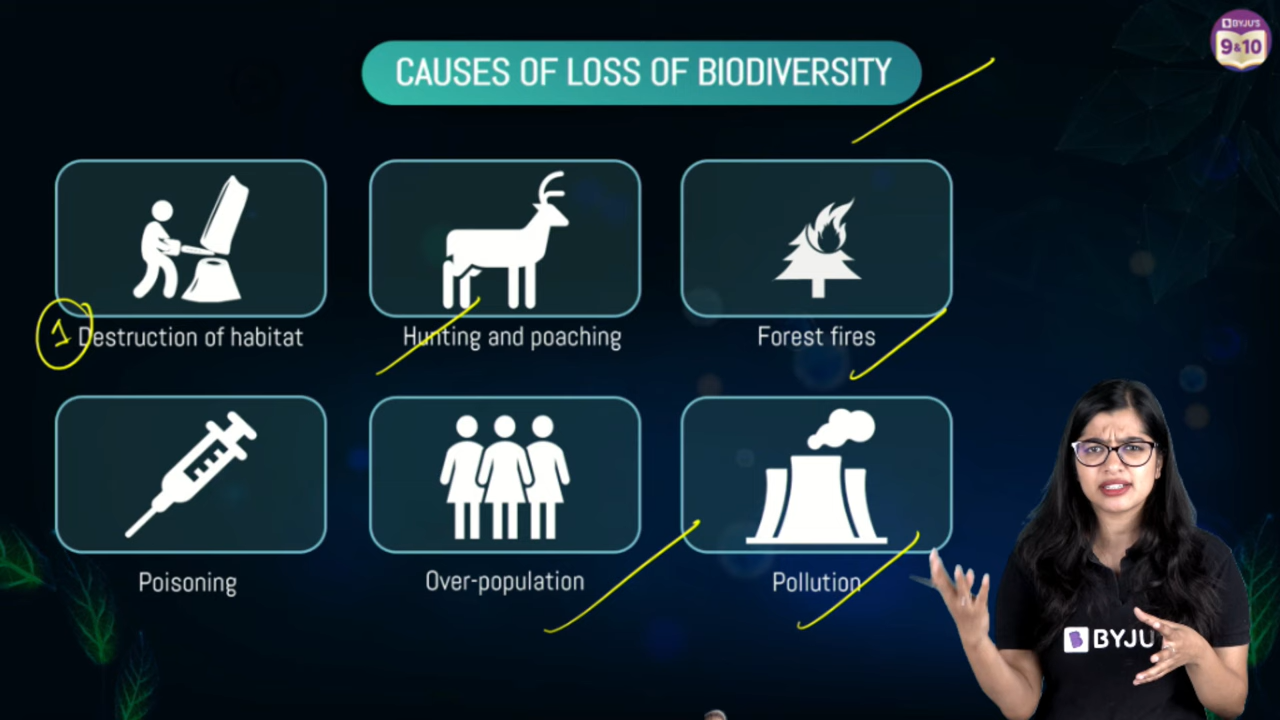 BYJU'S
9&10
CAUSES OF LOSS OF BIODIVERSITY
1 Destruction of habitat
Hunting and poaching
Forest fires
Poisoning
Over-population
Pollution
BYJU